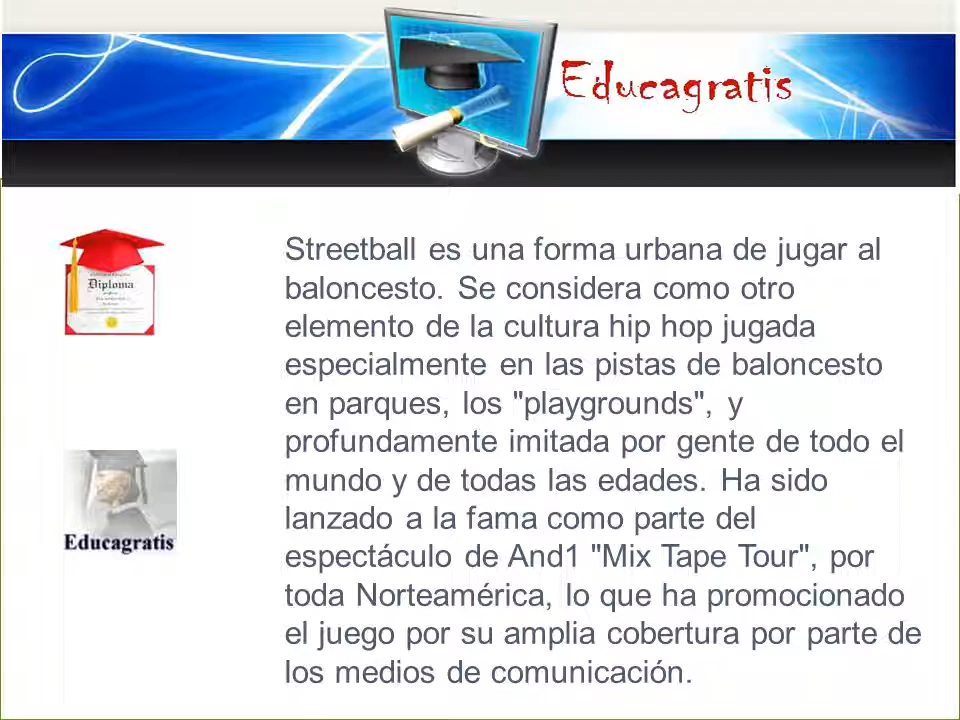 Educagratis
Diploma
Streetball es una forma urbana de jugar al
baloncesto. Se considera como otro
elemento de la cultura hip hop jugada
especialmente en las pistas de baloncesto
en parques, los "playgrounds", y
profundamente imitada por gente de todo el
mundo y de todas las edades. Ha sido
lanzado a la fama como parte del
espectáculo de And1 "Mix Tape Tour", por
toda Norteamérica, lo que ha promocionado
el juego por su amplia cobertura por parte de
los medios de comunicación.
Educagratis